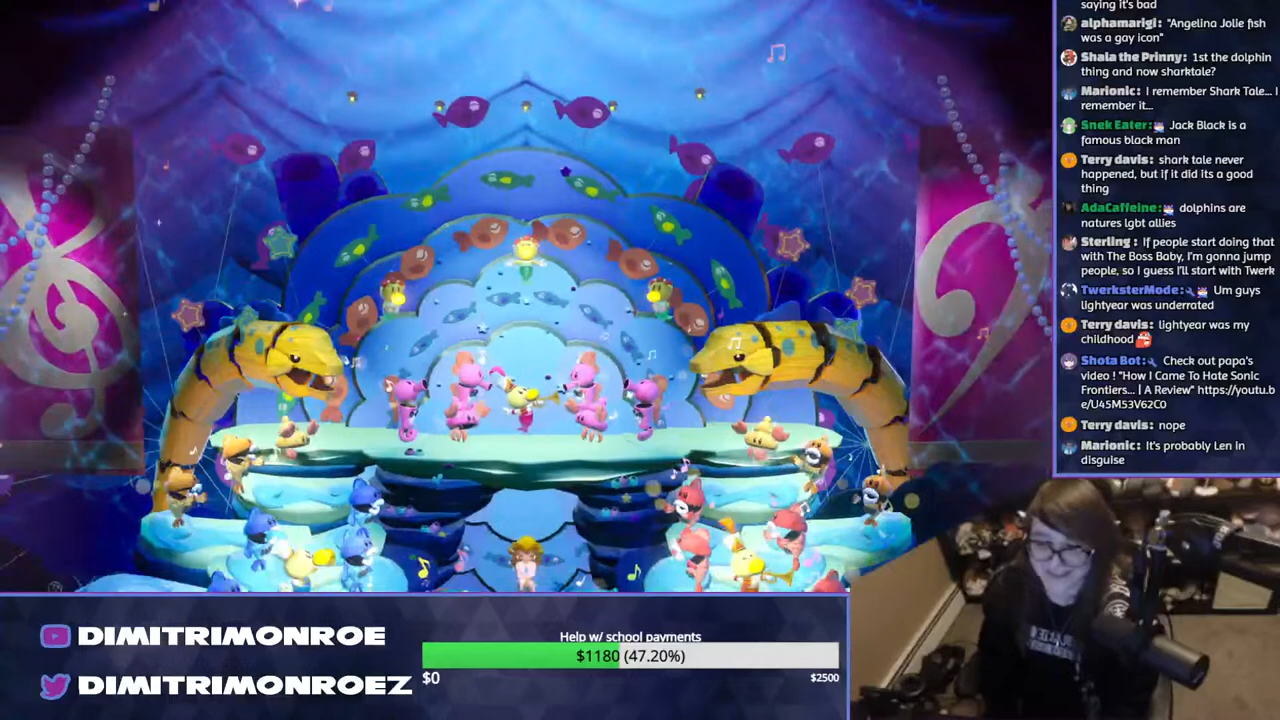 saying it's bad
alphamarigi: "Angelina Jolie fish
was a gay icon"
Shala the Prinny: 1st the dolphin
thing and now sharktale?
Marionic: I remember Shark Tale... I
remember it...
Snek Eater: Jack Black is a
famous black man
Terry davis: shark tale never
happened, but if it did its a good
thing
AdaCaffeine: dolphins are
natures lgbt allies
Sterling : If people start doing that
with The Boss Baby, I'm gonna jump
people, so I guess I'll start with Twerk
TwerksterMode: Um guys
lightyear was underrated
Terry davis: lightyear was my
childhood
Shota Bot: Check out papa's
video ! "How I Came To Hate Sonic
Frontiers... | A Review" https://youtu.b
e/U45M53V62C0
Terry davis: nope
Marionic: It's probably Len in
disguise
DIMITRIMONROE
DIMITRIMONROEZ
Help w/ school payments
$1180 (47.20%)
$0
$2500